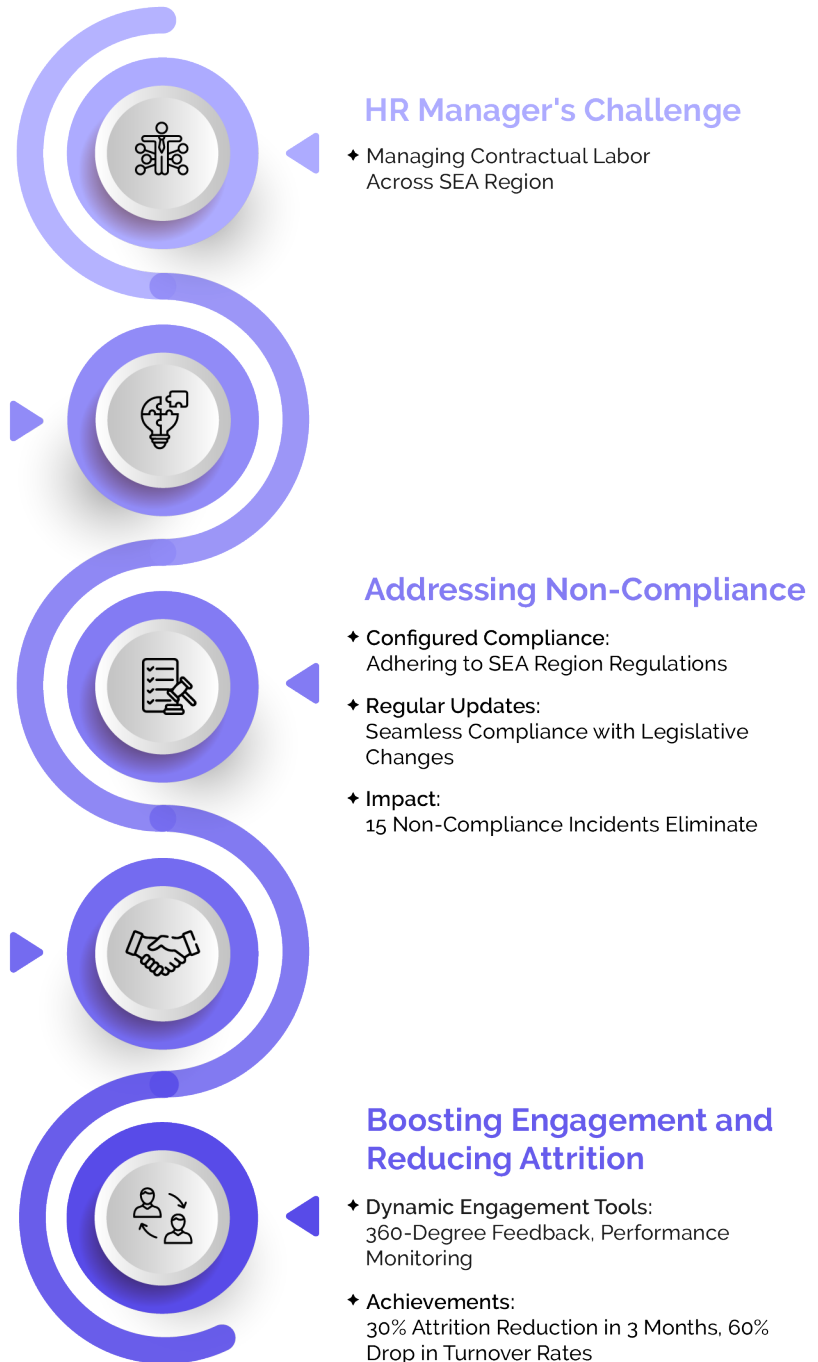 HR Manager's Challenge
Managing Contractual Labor
Across SEA Region
Addressing Non-Compliance
Configured Compliance:
Adhering to SEA Region Regulations
Regular Updates:
Seamless Compliance with Legislative
Changes
Impact:
15 Non-Compliance Incidents Eliminate
Boosting Engagement and
Reducing Attrition
Dynamic Engagement Tools:
360-Degree Feedback, Performance
Monitoring
Achievements:
30% Attrition Reduction in 3 Months, 60%
Drop in Turnover Rates